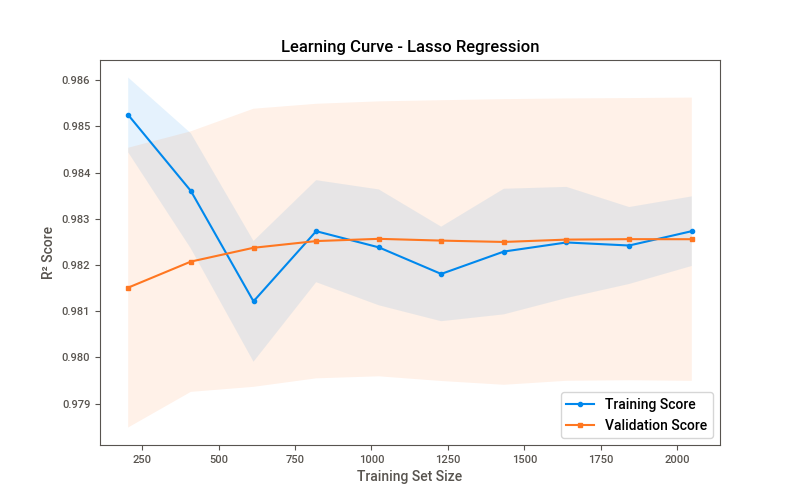 Learning Curve - Lasso Regression
R² Score
0.986
0.985
0.984
0.983
0.982
0.981
0.980
0.979
250 500 750 1000 1250 1500 1750 2000
Training Set Size
Training Score
Validation Score